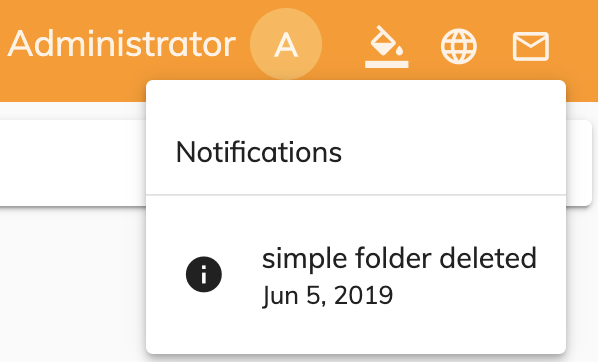 Administrator
A
Notifications
simple folder deleted
Jun 5, 2019